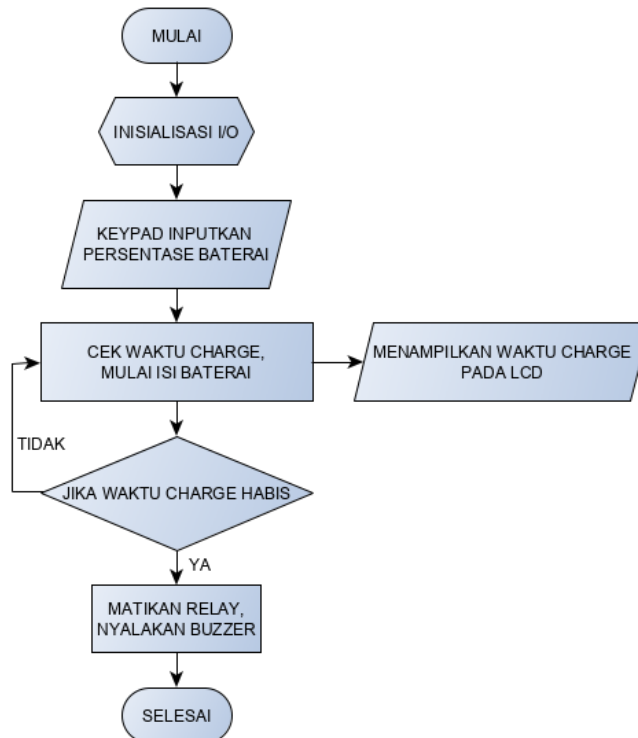 MULAI
INISIALISASI I/O
KEYPAD INPUTKAN
PERSENTASE BATERAI
CEK WAKTU CHARGE,
MULAI ISI BATERAI
MENAMPILKAN WAKTU CHARGE
PADA LCD
TIDAK
JIKA WAKTU CHARGE HABIS
YA
MATIKAN RELAY,
NYALAKAN BUZZER
SELESAI